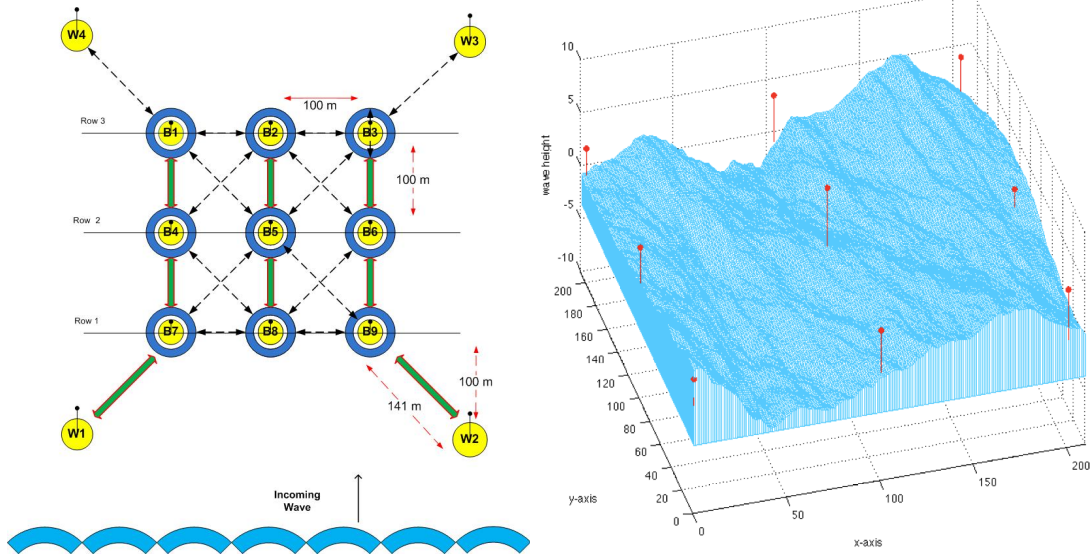 W4
W3
100 m
Row 3
B1
B2
B3
100 m
Row 2
B4
B5
B6
Row 1
B7
B8
B9
100 m
141 m
W1
W2
Incoming
Wave
10
5
0
-5
-10
wave height
200
180
160
140
120
100
80
60
40
20
0
y-axis
0
50
100
150
200
x-axis